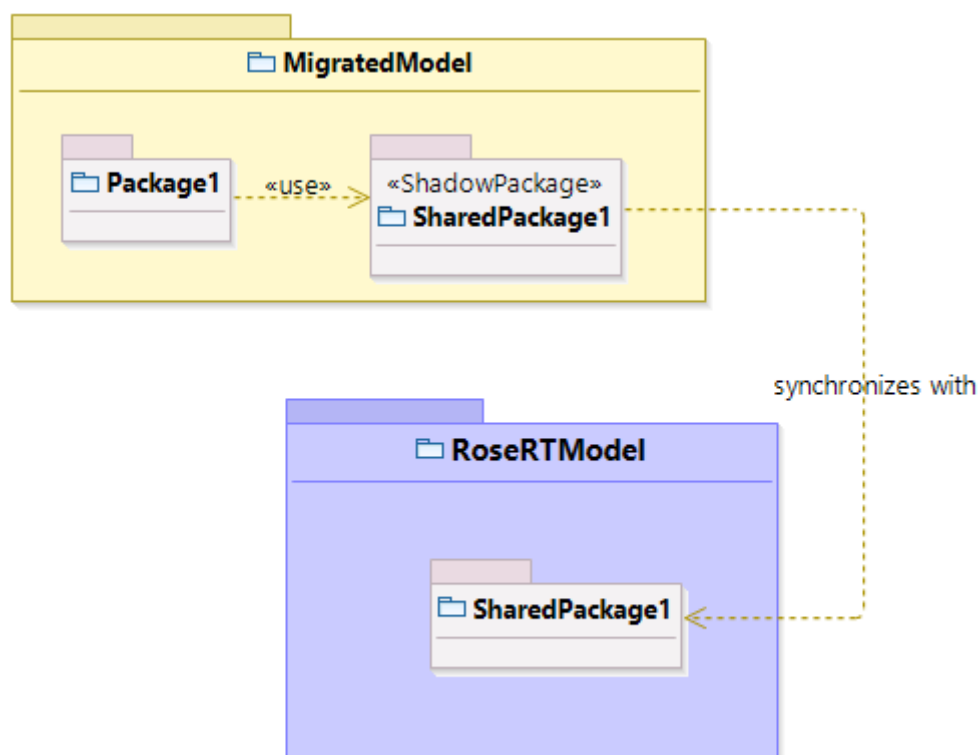 MigratedModel
Package1
«use»
«ShadowPackage»
SharedPackage1
synchronizes with
RoseRTModel
SharedPackage1